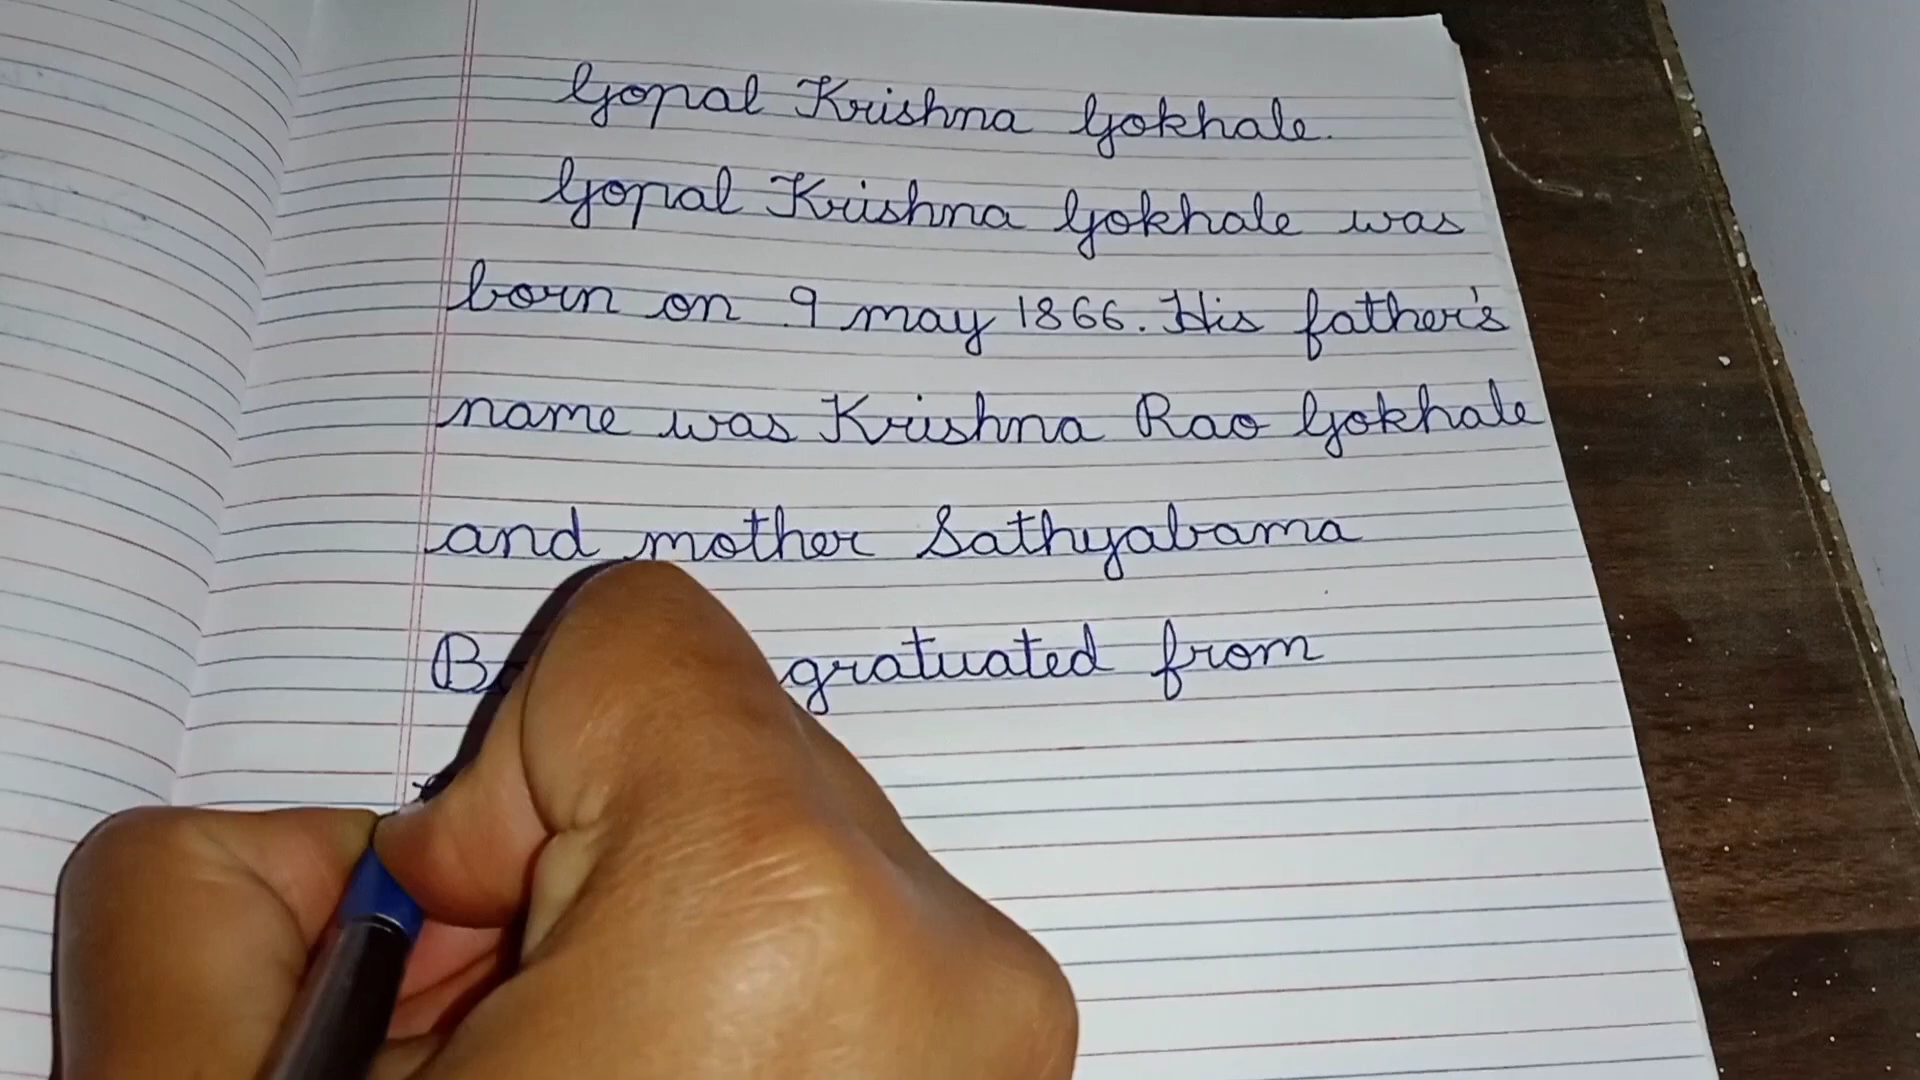 Gopal Krishna Gokhale.
Gopal Krishna Gokhale was
born on 9 may 1866. His father's
name was Krishna Rao Gokhale
and mother Sathyabama
gratuated from